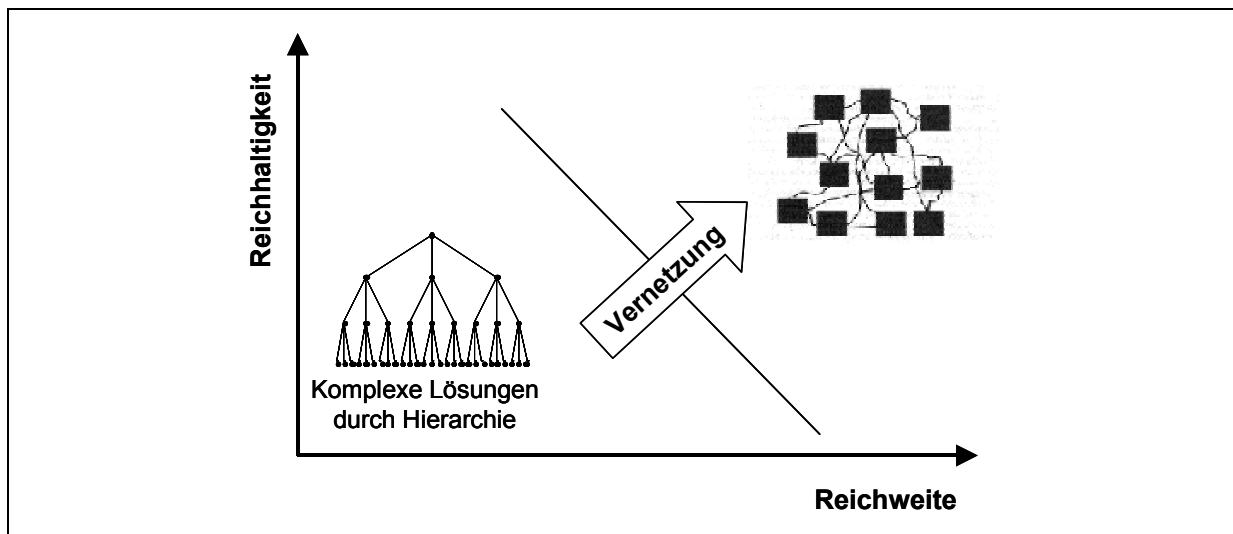 Reichhaltigkeit
Vernetzung
Komplexe Lösungen
durch Hierarchie
Reichweite